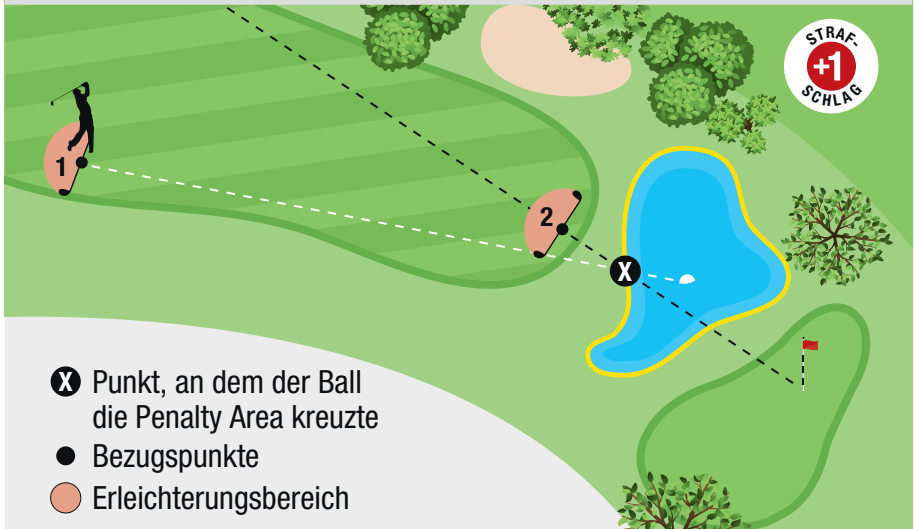 STRAF-
+1
SCHLAG
1
2
X
X Punkt, an dem der Ball
die Penalty Area kreuzte
Bezugspunkte
Erleichterungsbereich